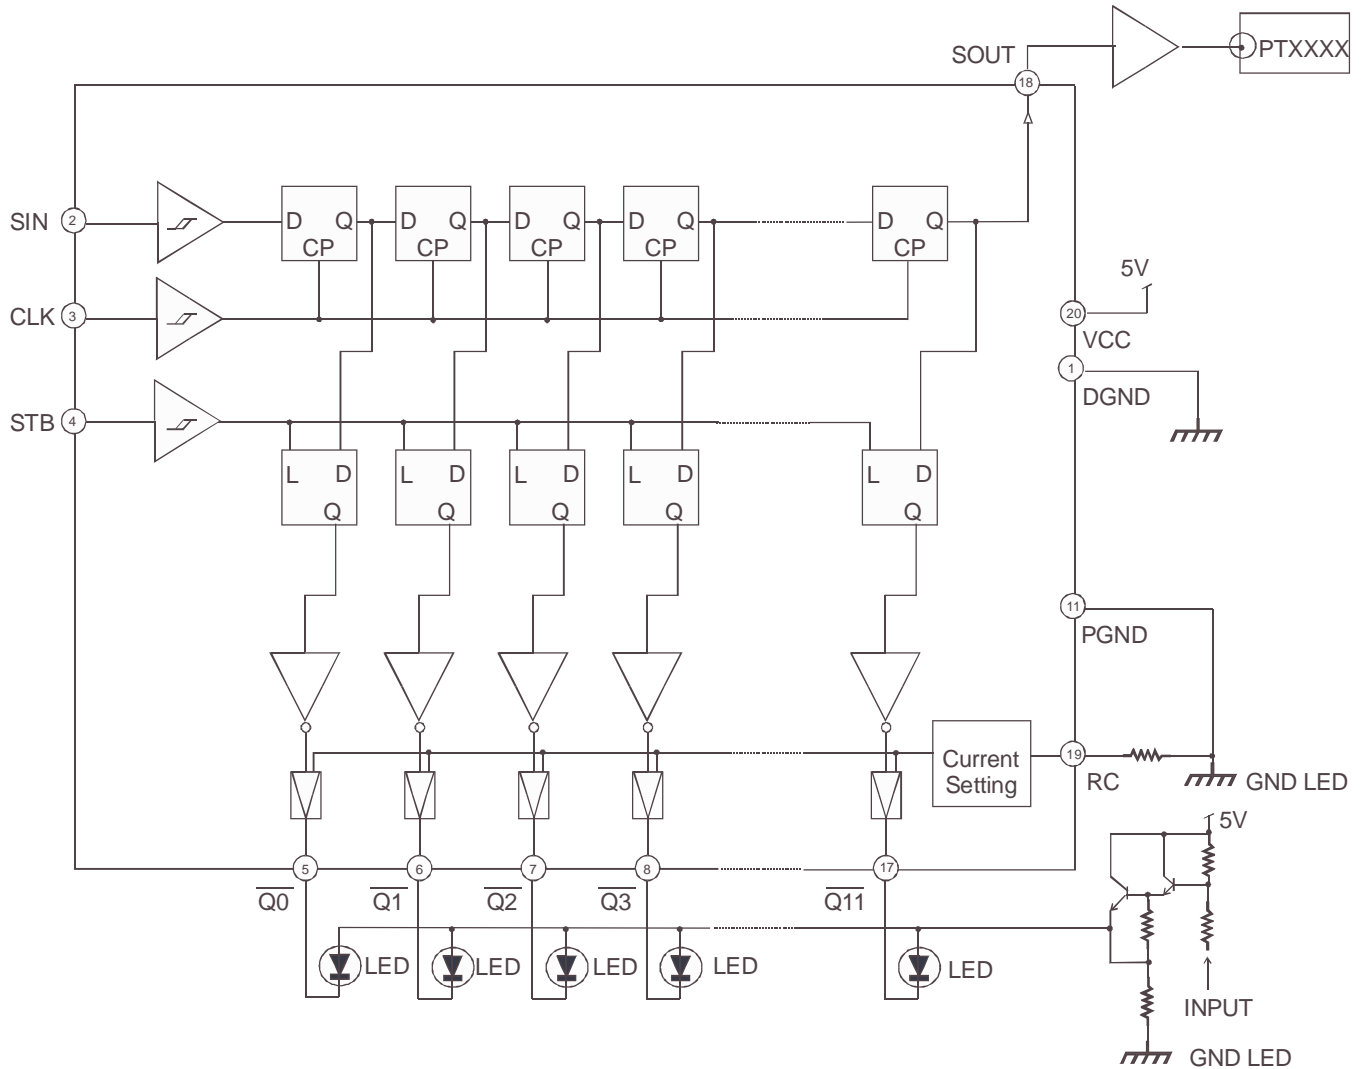 SOUT
18
PTXXXX
SIN 2
D Q D Q D Q D Q D Q
CP CP CP CP CP
5V
CLK 3
20
VCC
1
DGND
STB 4
L D L D L D L D L D
Q Q Q Q Q
11
PGND
Current
Setting
19
RC
GND LED
5V
5 6 7 8 17
Q0 Q1 Q2 Q3 Q11
LED LED LED LED LED
INPUT
GND LED